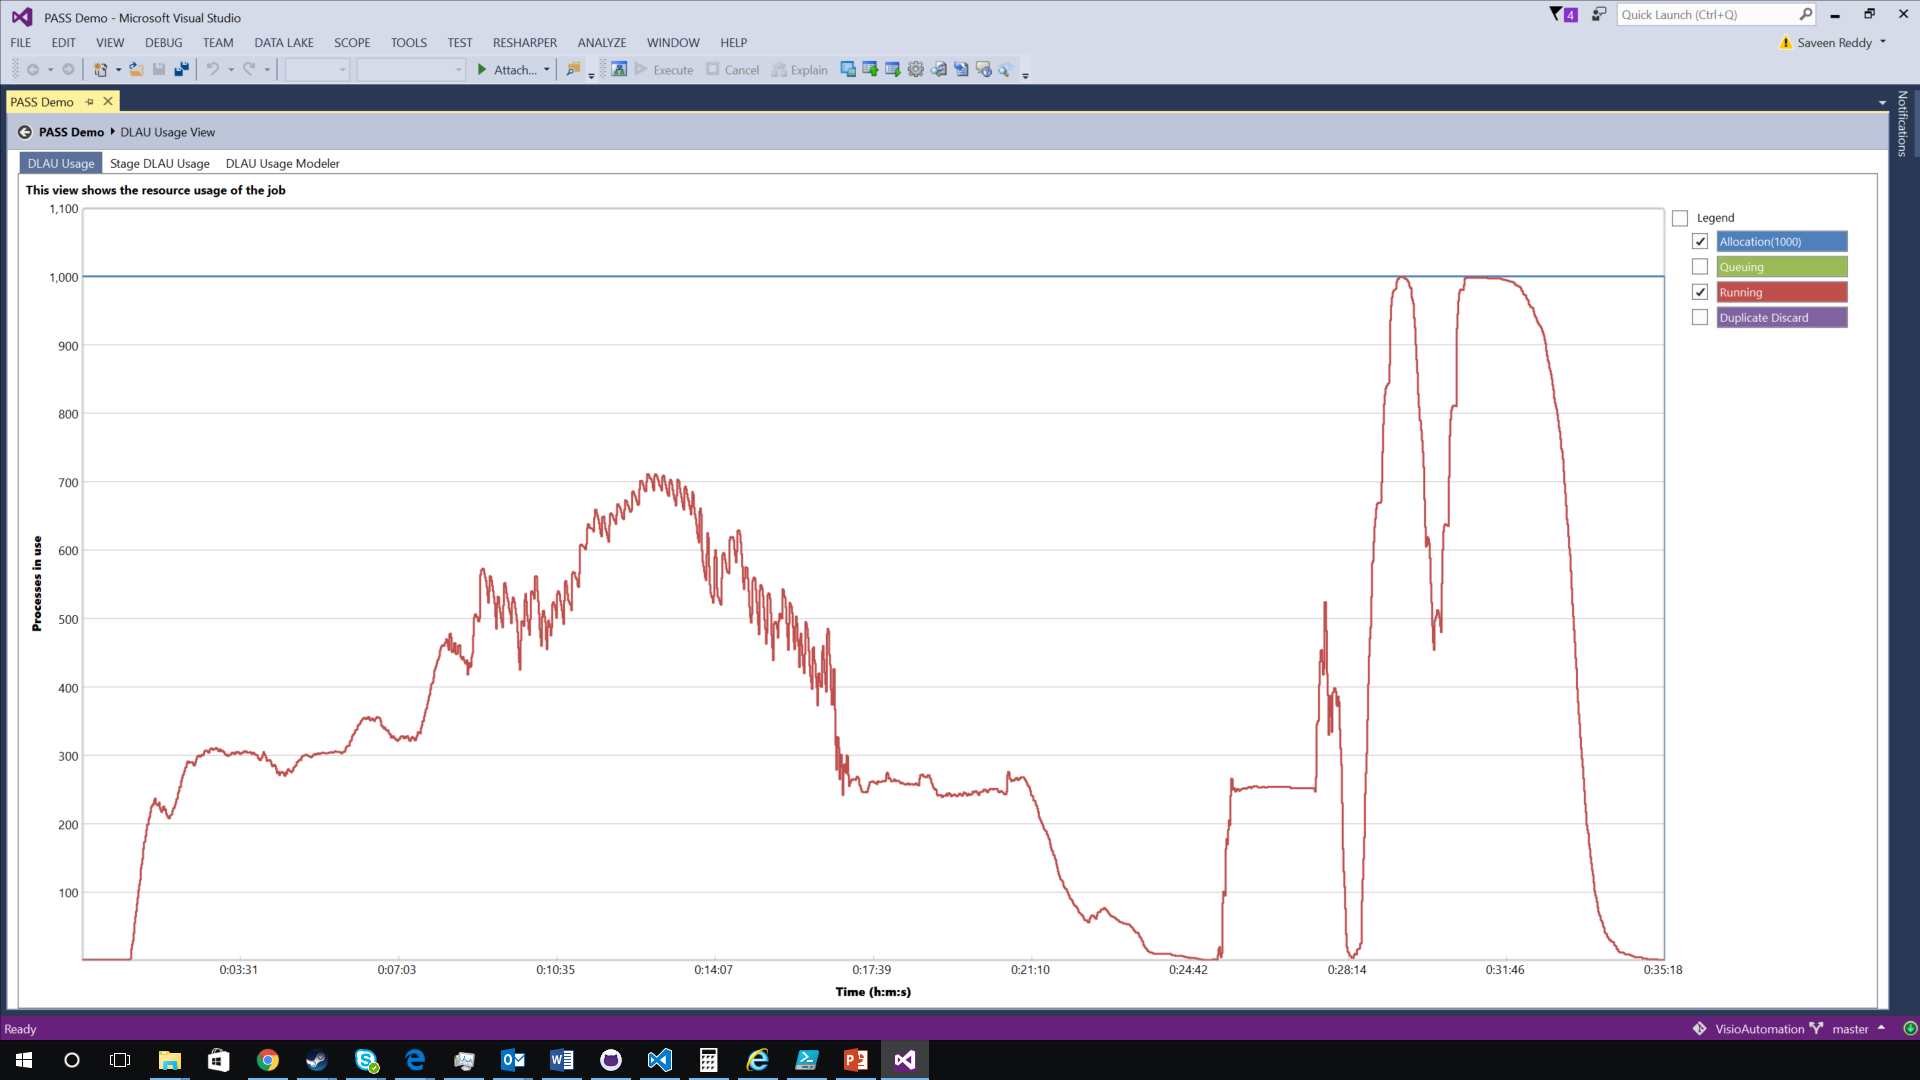 PASS Demo - Microsoft Visual Studio
4
Quick Launch (Ctrl+Q)
FILE EDIT VIEW DEBUG TEAM DATA LAKE SCOPE TOOLS TEST RESHARPER ANALYZE WINDOW HELP
Saveen Reddy
Attach... Execute Cancel Explain
PASS Demo
Notifications
PASS Demo DLAU Usage View
DLAU Usage Stage DLAU Usage DLAU Usage Modeler
This view shows the resource usage of the job
1,100
1,000
900
800
700
600
500
400
300
200
100
Processes in use
0:03:31 0:07:03 0:10:35 0:14:07 0:17:39 0:21:10 0:24:42 0:28:14 0:31:46 0:35:18
Time (h:m:s)
Legend
Allocation(1000)
Queuing
Running
Duplicate Discard
Ready
VisioAutomation master